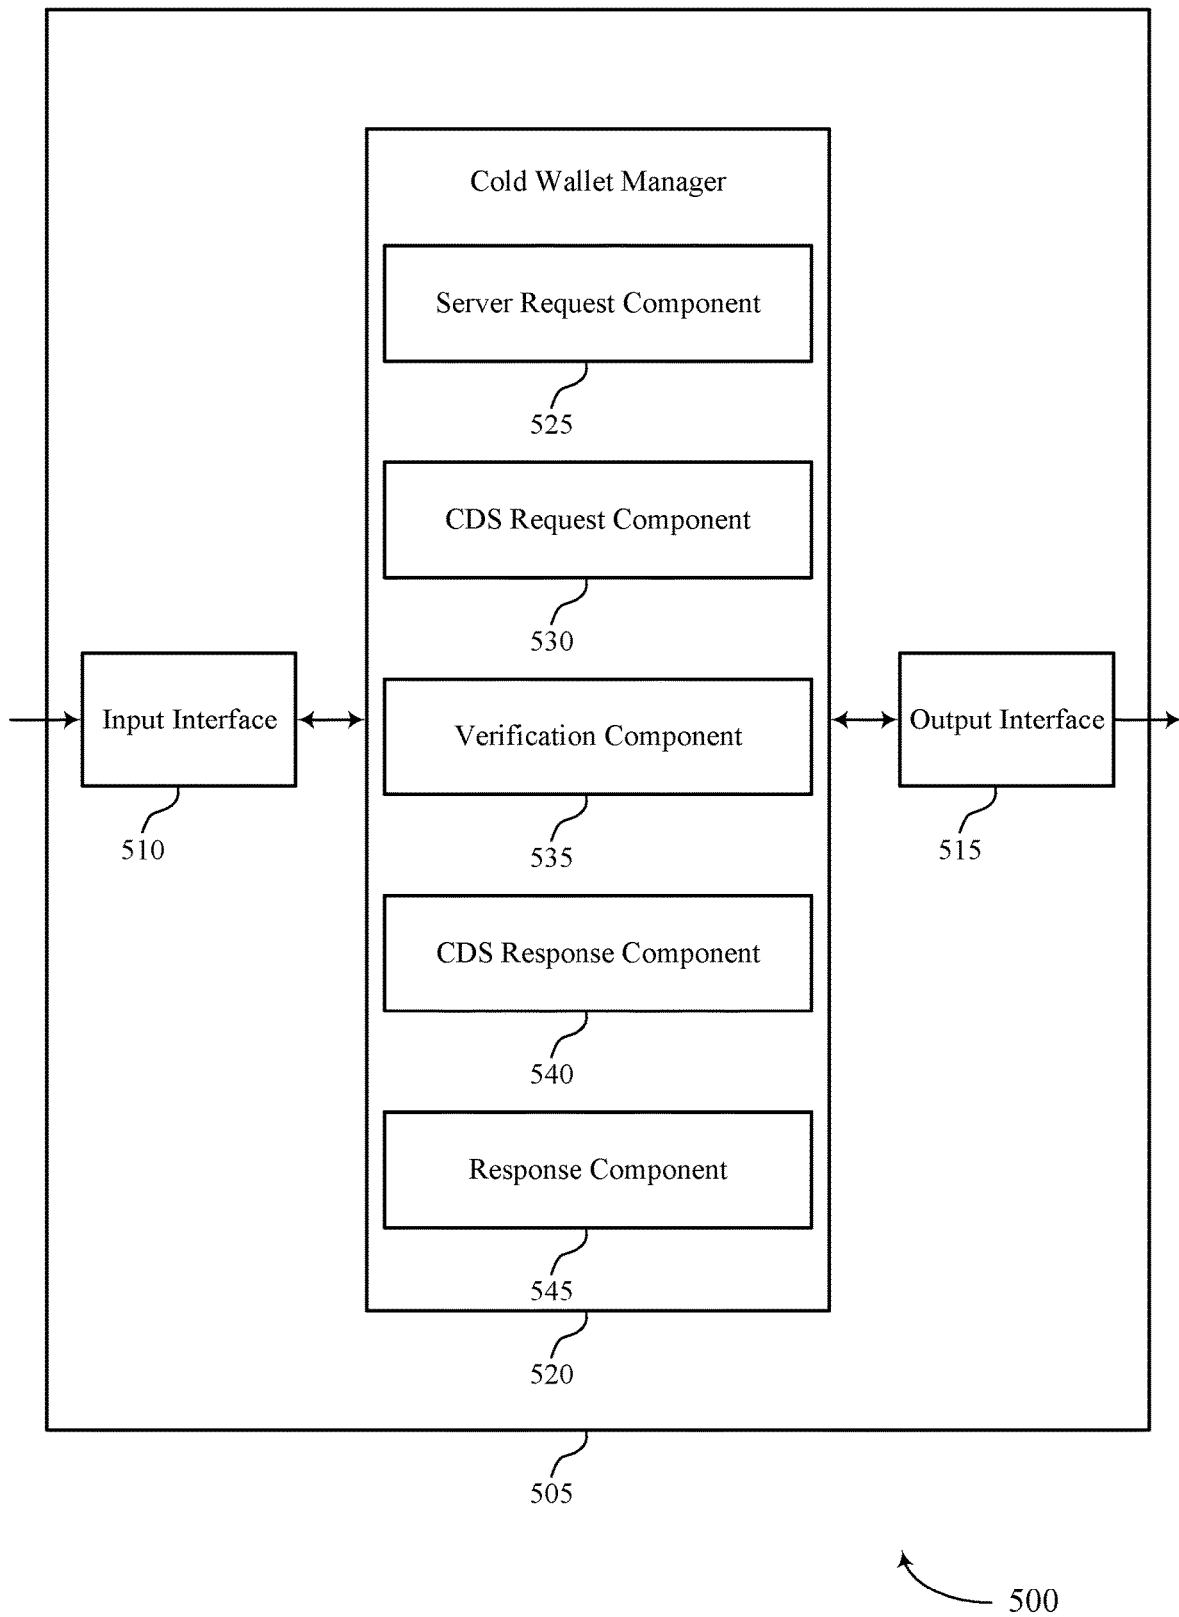 Cold Wallet Manager
Server Request Component
525
CDS Request Component
530
Input Interface
510
Verification Component
535
Output Interface
515
CDS Response Component
540
Response Component
545
520
505
500